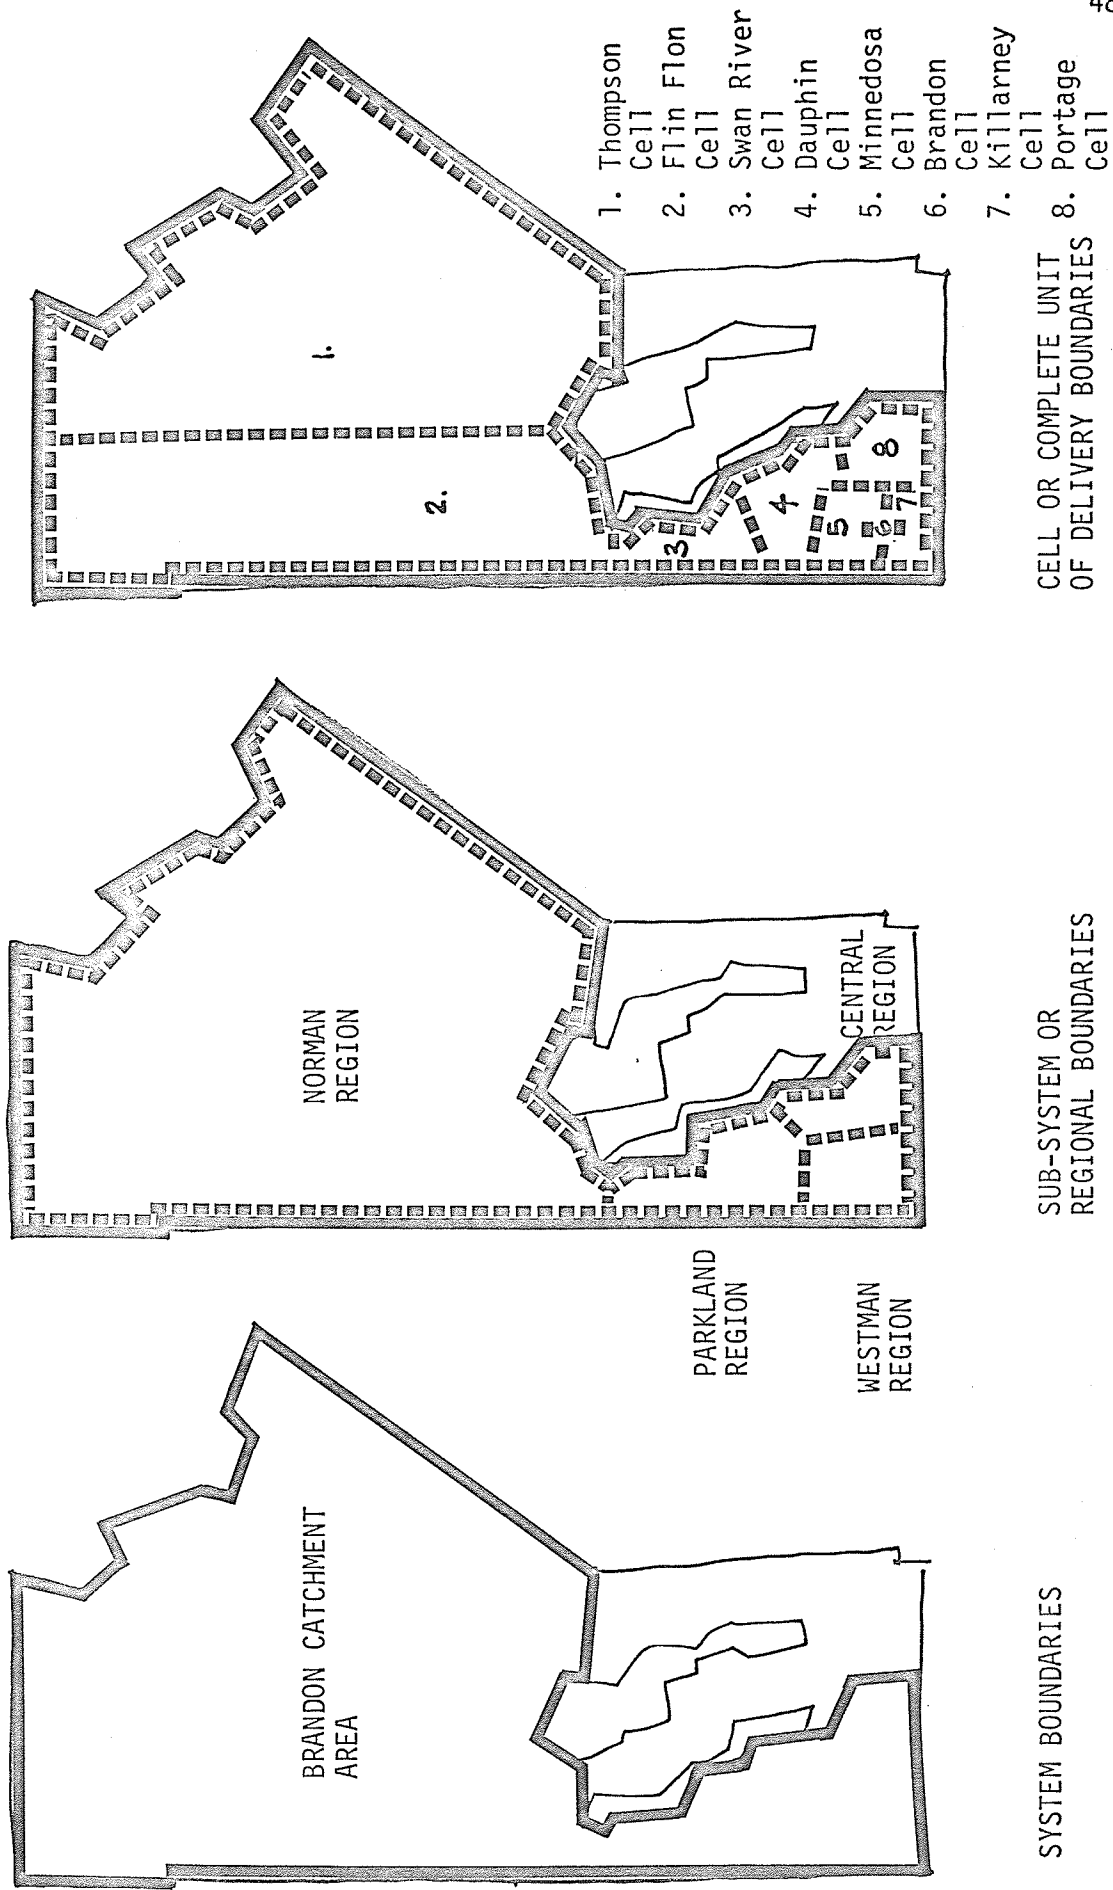 BRANDON CATCHMENT
AREA
SYSTEM BOUNDARIES
NORMAN
REGION
PARKLAND
REGION
WESTMAN
REGION
CENTRAL
REGION
SUB-SYSTEM OR
REGIONAL BOUNDARIES
1.
2.
3
4
5
6
7
8
1. Thompson
Cell
2. Flin Flon
Cell
3. Swan River
Cell
4. Dauphin
Cell
5. Minnedosa
Cell
6. Brandon
Cell
7. Killarney
Cell
8. Portage
Cell
CELL OR COMPLETE UNIT
OF DELIVERY BOUNDARIES